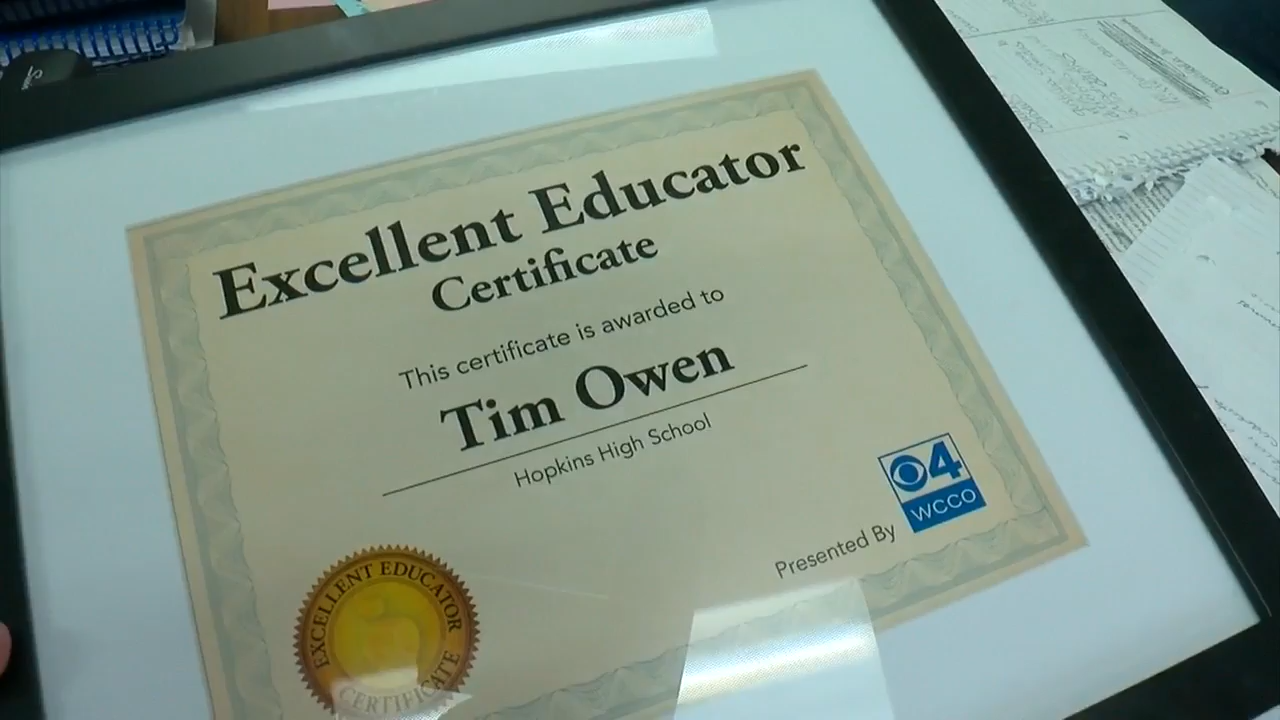 Excellent Educator
Certificate
This certificate is awarded to
Tim Owen
Hopkins High School
4
WCCO
Presented By
EXCELLENT EDUCATOR
CERTIFICATE